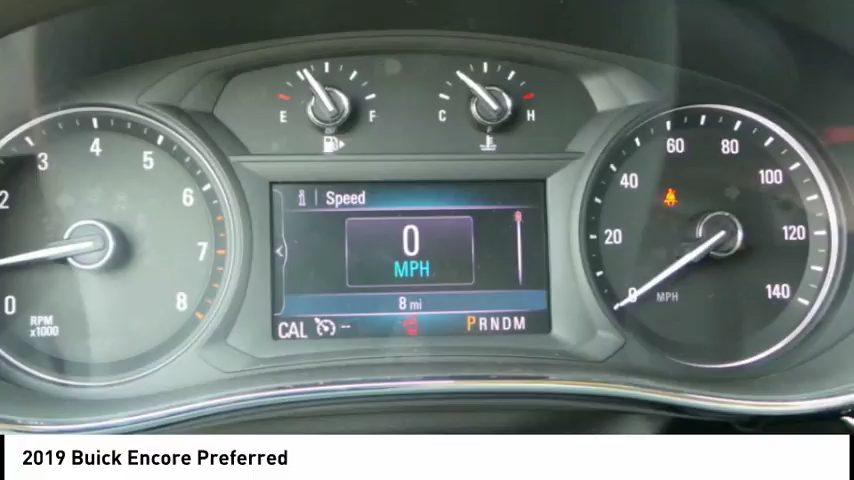 E F C H
2 3 4 5 6 7 8 0
RPM
x1000
i Speed
0
MPH
8 mi
CAL -- PRNDM
0 20 40 60 80 100 120 140
MPH
2019 Buick Encore Preferred